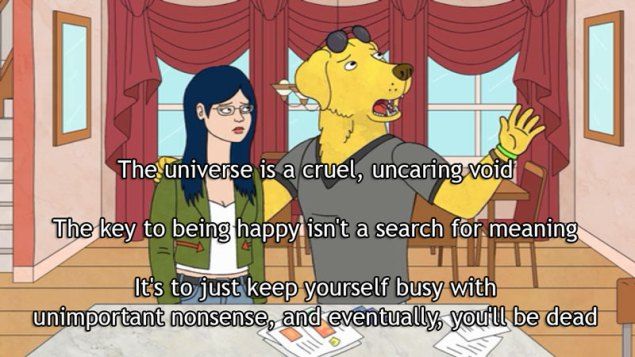 The universe is a cruel, uncaring void
The key to being happy isn't a search for meaning
It's to just keep yourself busy with
unimportant nonsense, and eventually, you'll be dead